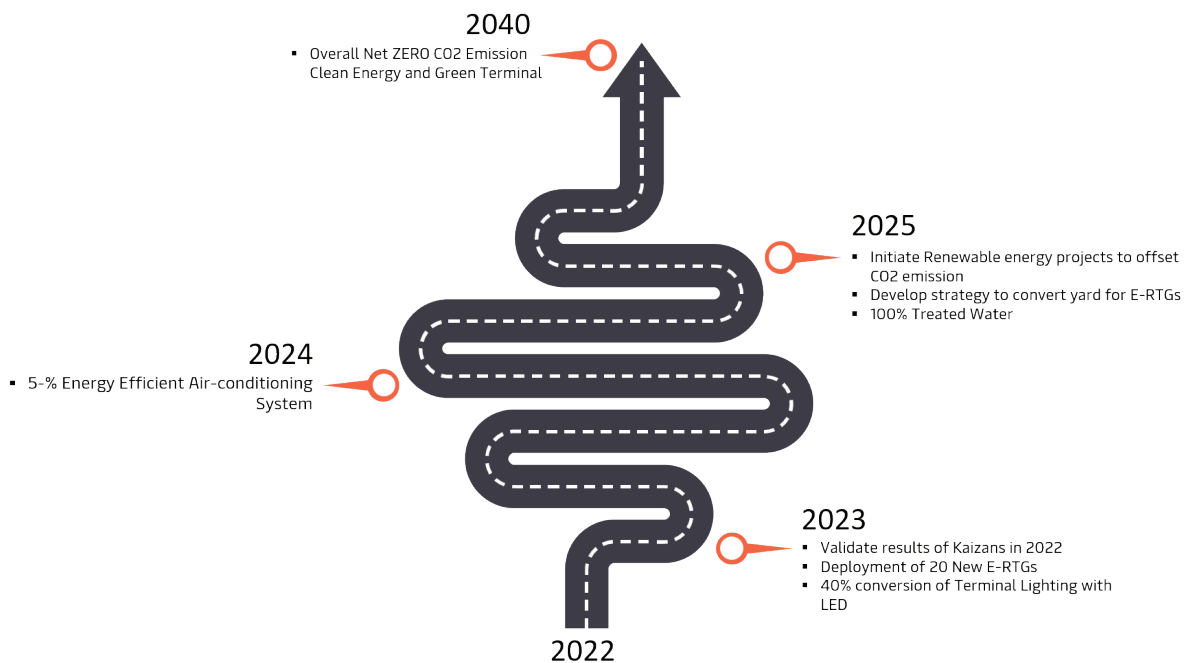 2040
▪ Overall Net ZERO CO2 Emission
Clean Energy and Green Terminal
2025
▪ Initiate Renewable energy projects to offset
CO2 emission
▪ Develop strategy to convert yard for E-RTGs
▪ 100% Treated Water
2024
▪ 5-% Energy Efficient Air-conditioning
System
2023
▪ Validate results of Kaizans in 2022
▪ Deployment of 20 New E-RTGs
▪ 40% conversion of Terminal Lighting with
LED
2022